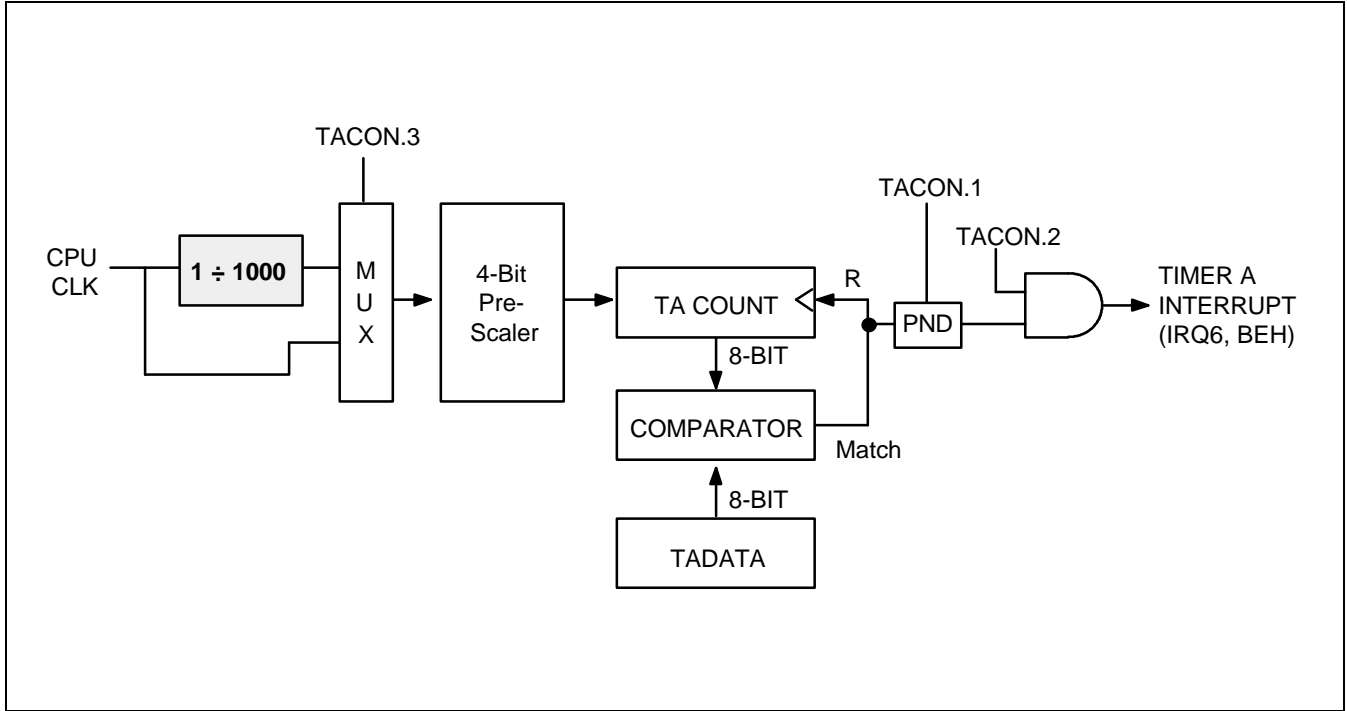 TACON.3
TACON.1
TACON.2
CPU
CLK
1 ÷ 1000
M
U
X
4-Bit
Pre-
Scaler
TA COUNT
R
PND
TIMER A
INTERRUPT
(IRQ6, BEH)
8-BIT
COMPARATOR
Match
8-BIT
TADATA